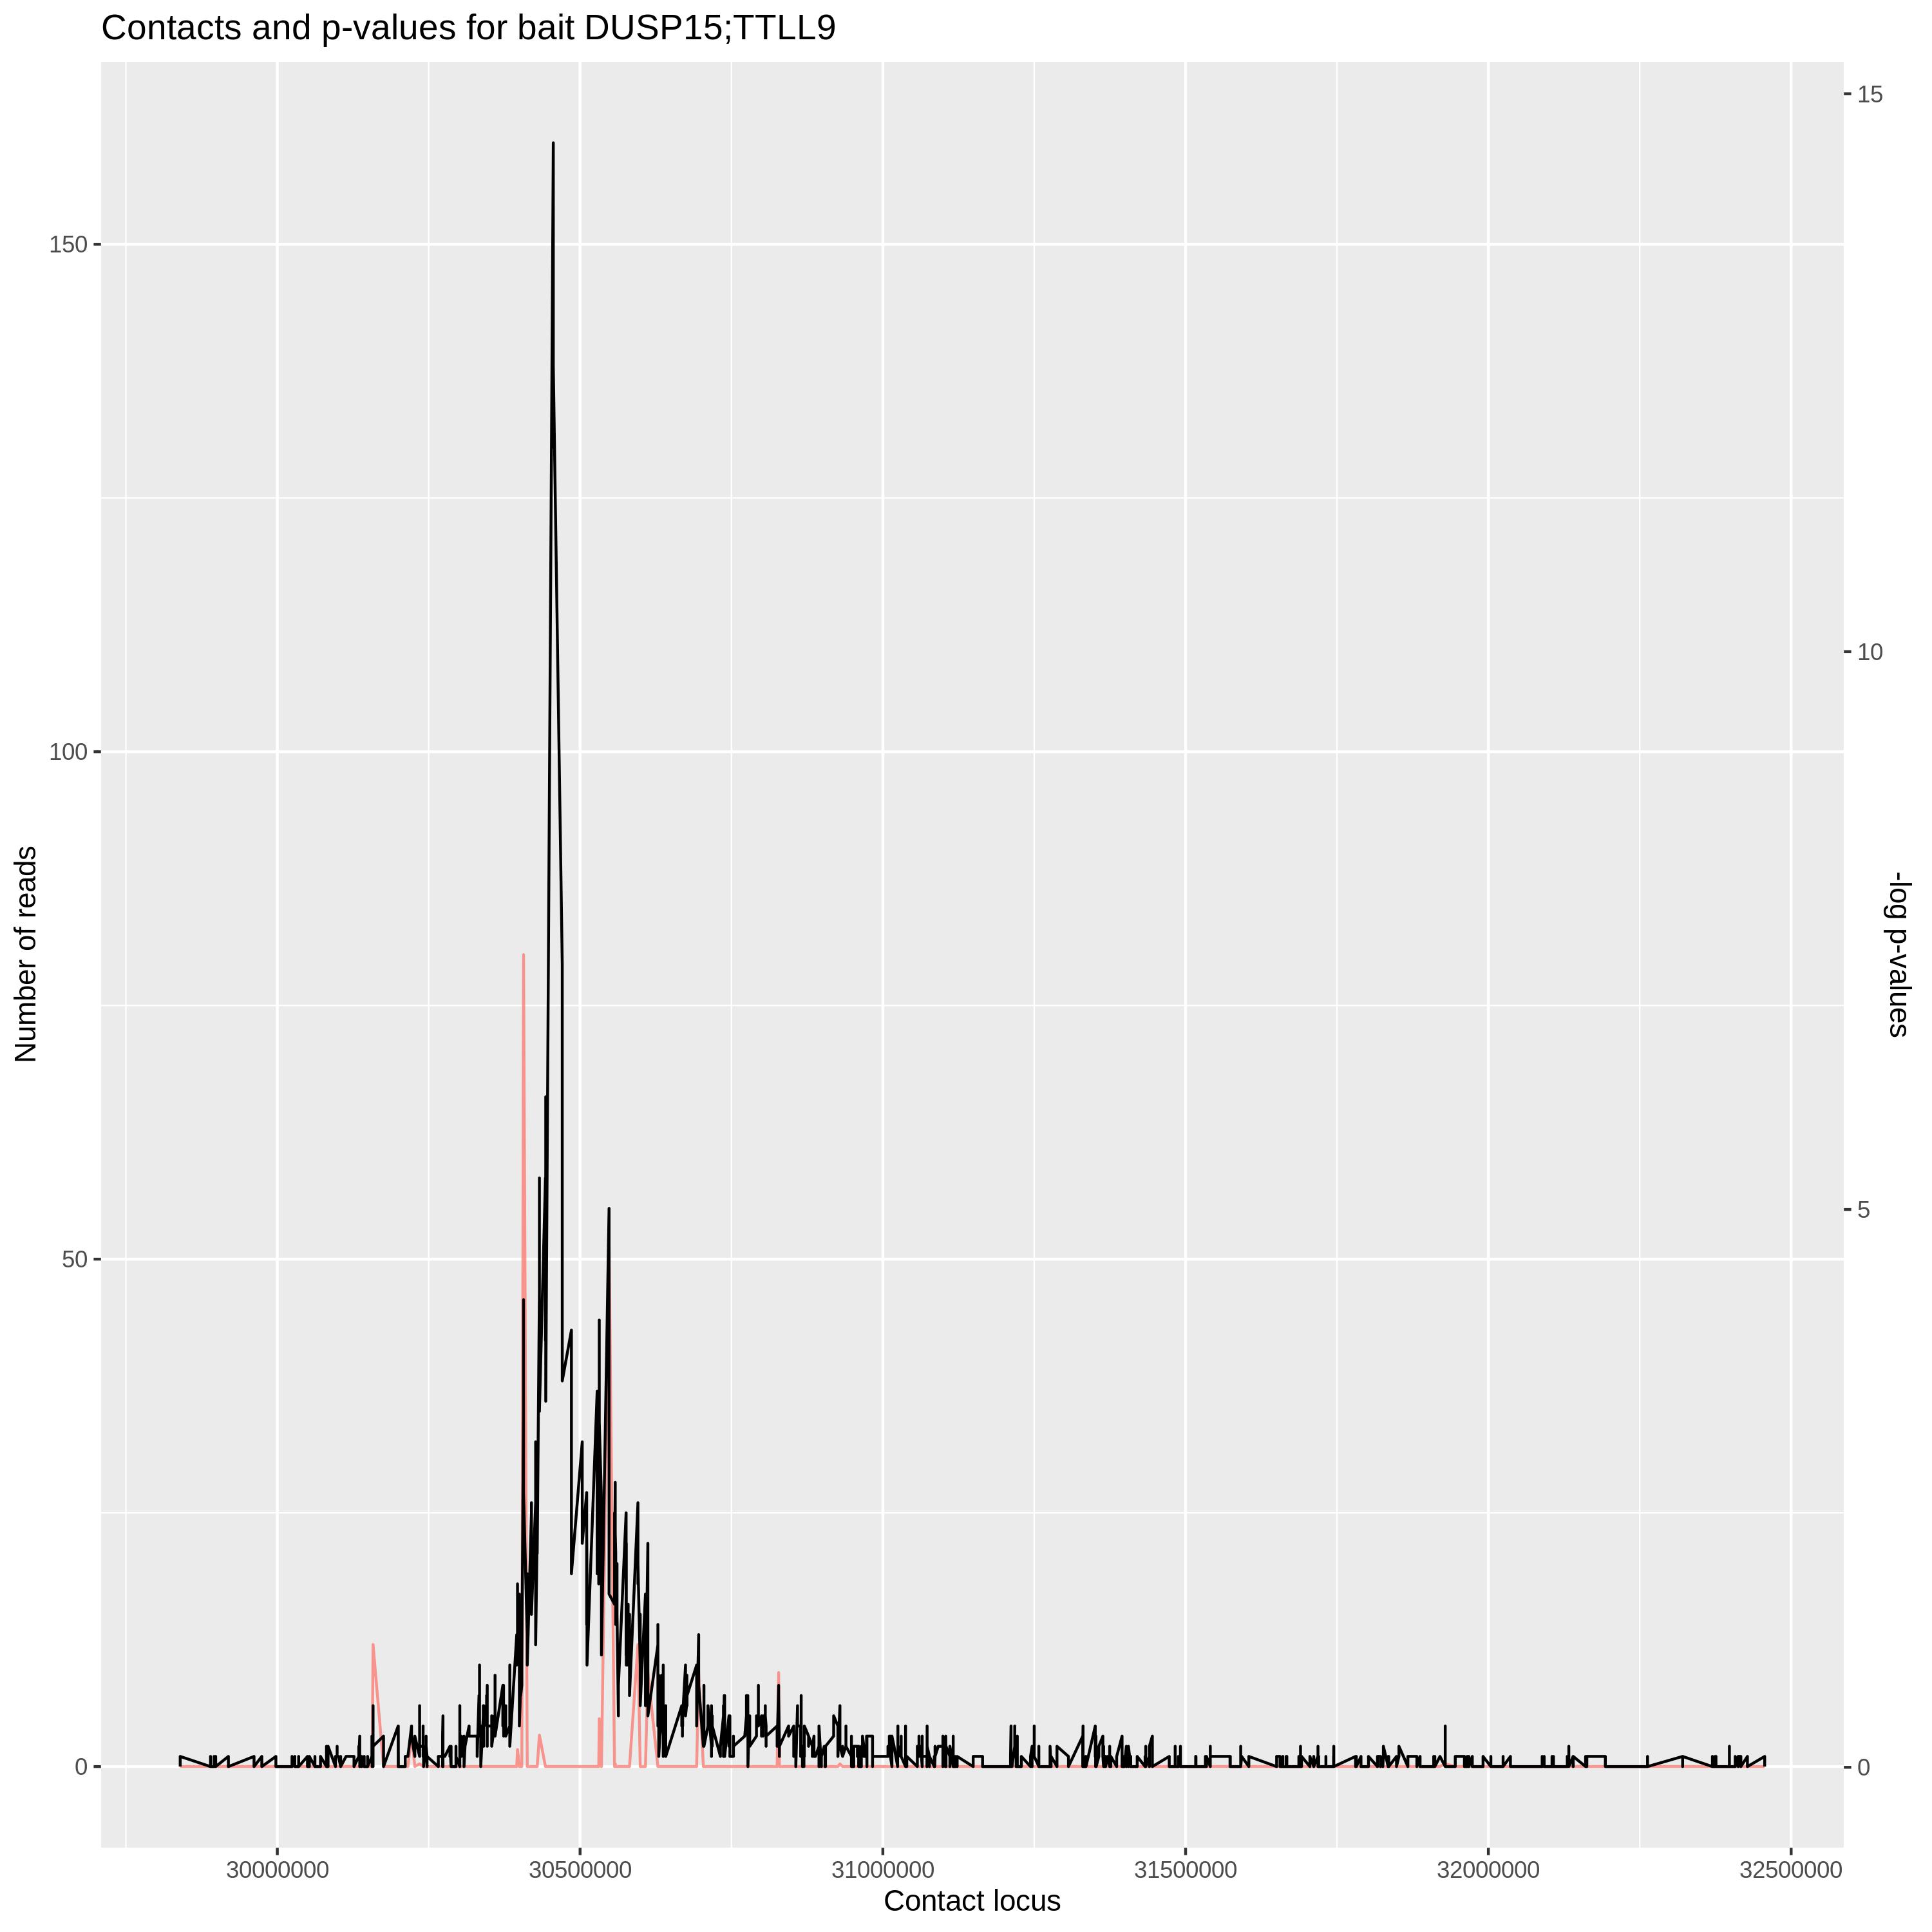 Contacts and p-values for bait DUSP15;TTLL9
15
150
10
100
Number of reads
-log p-values
5
50
0
0
30000000 30500000 31000000 31500000 32000000 32500000
Contact locus